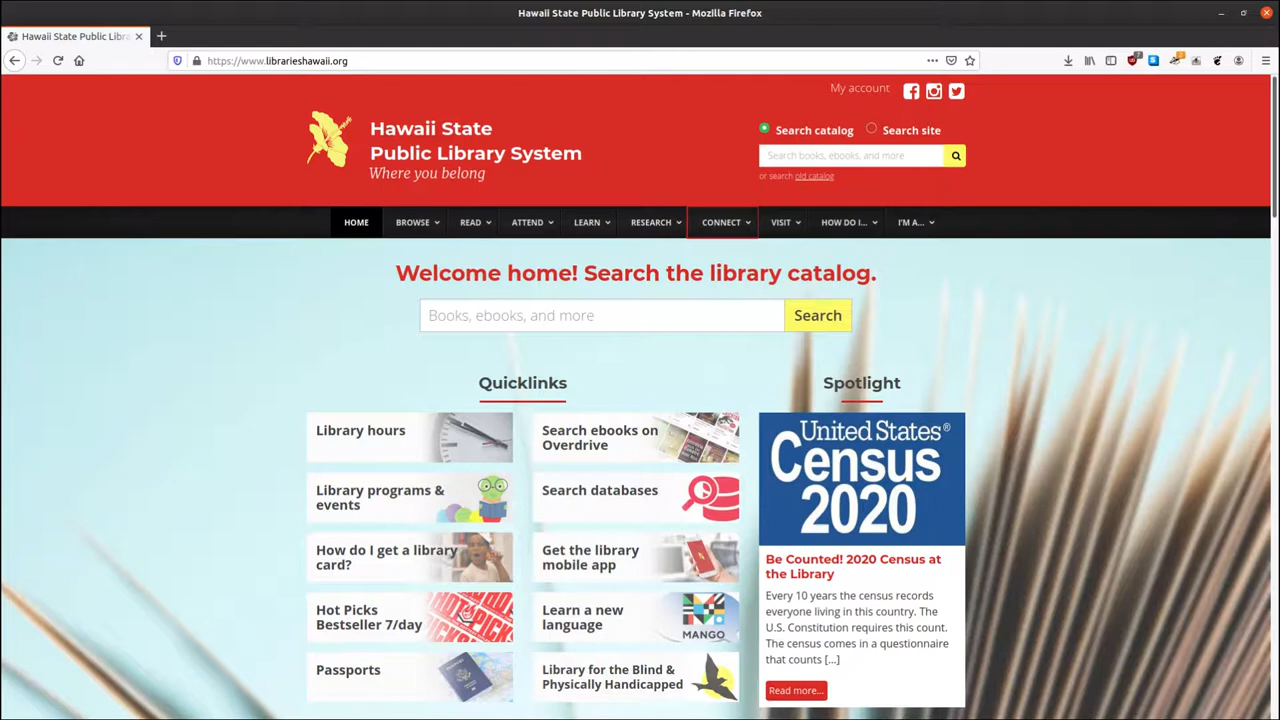 Hawaii State Public Library System - Mozilla Firefox
Hawaii State Public Libra
https://www.librarieshawaii.org
My account
Hawaii State
Public Library System
Where you belong
Search catalog Search site
Search books, ebooks, and more
or search old catalog
HOME BROWSE READ ATTEND LEARN RESEARCH CONNECT VISIT HOW DO I... I'M A...
Welcome home! Search the library catalog.
Books, ebooks, and more Search
Quicklinks
Library hours
Library programs &
events
How do I get a library
card?
Hot Picks
Bestseller 7/day
HOT PICKS
Passports
Search ebooks on
Overdrive
Search databases
Get the library
mobile app
Learn a new
language
MANGO
Library for the Blind &
Physically Handicapped
Spotlight
United States®
Census
2020
Be Counted! 2020 Census at
the Library
Every 10 years the census records
everyone living in this country. The
U.S. Constitution requires this count.
The census comes in a questionnaire
that counts [...]
Read more...